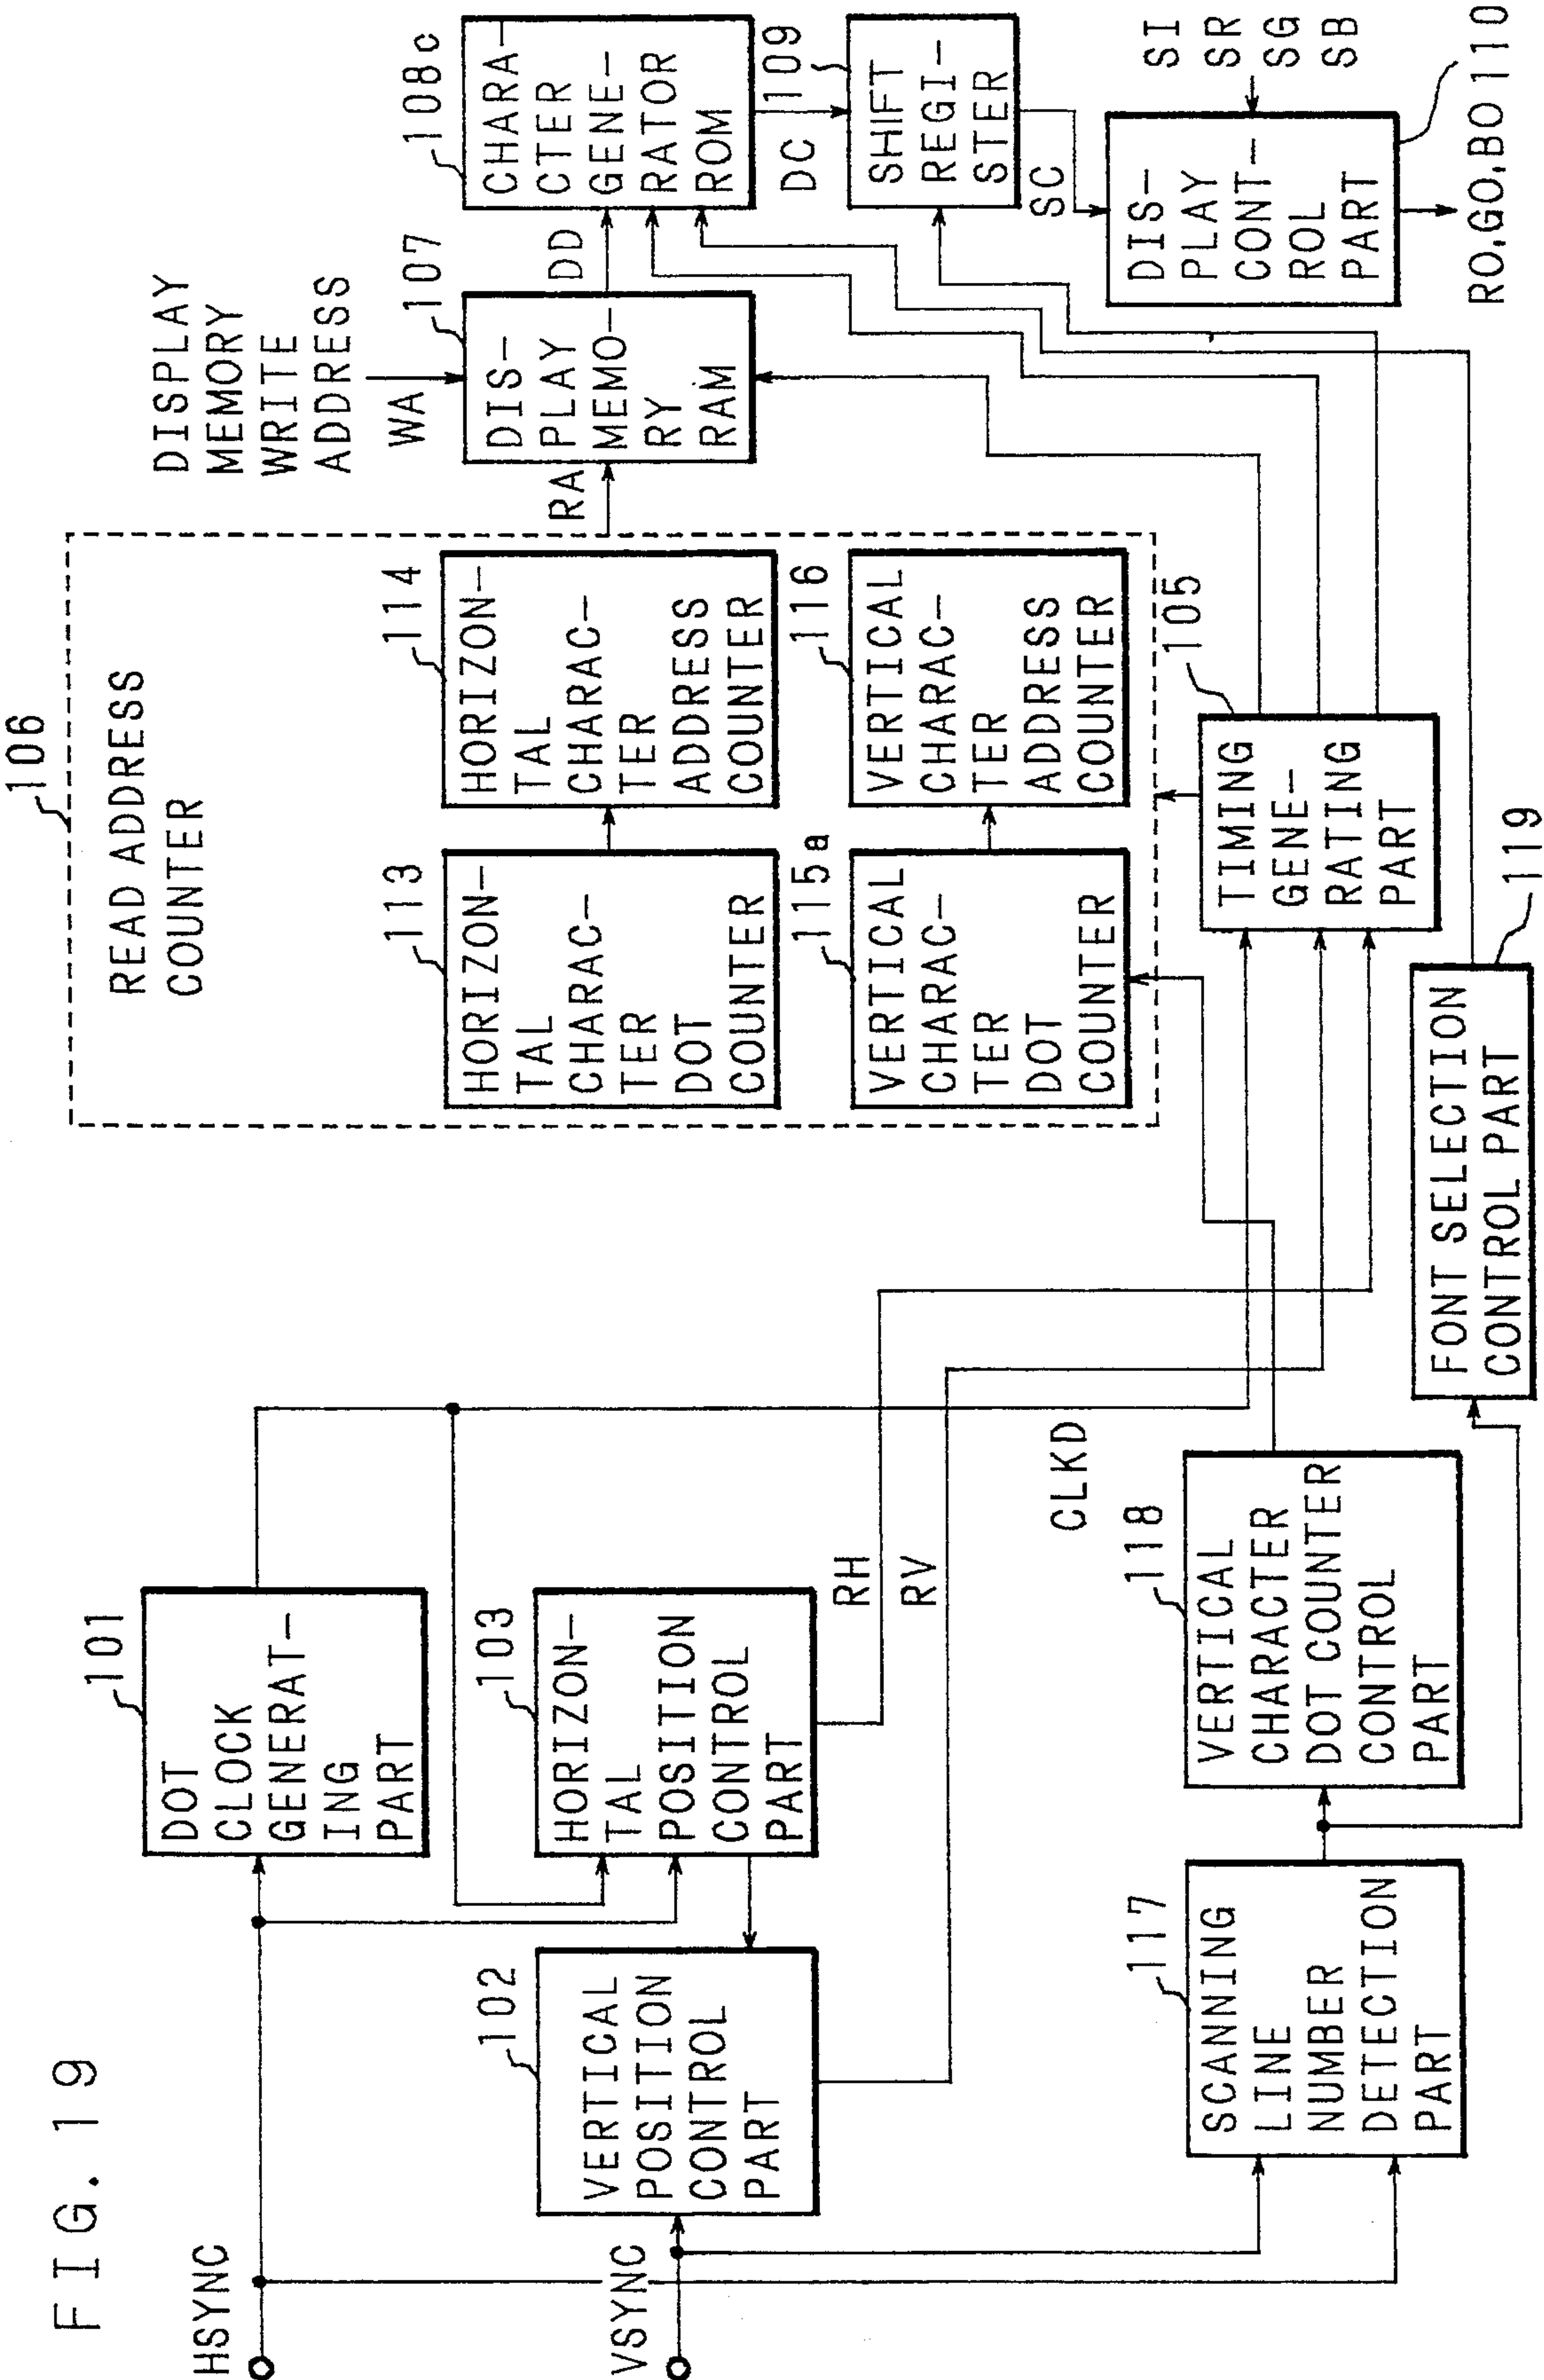 FIG.19
HSYNC
VSYNC
101
DOT
CLOCK
GENERAT-
ING
PART
102
VERTICAL
POSITION
CONTROL
PART
103
HORIZON-
TAL
POSITION
CONTROL
PART
RH
RV
CLKD
117
SCANNING
LINE
NUMBER
DETECTION
PART
118
VERTICAL
CHARACTER
DOT COUNTER
CONTROL
PART
106
READ ADDRESS
COUNTER
113
HORIZON-
TAL
CHARAC-
TER
DOT
COUNTER
114
HORIZON-
TAL
CHARAC-
TER
ADDRESS
COUNTER
115a
VERTICAL
CHARAC-
TER
DOT
COUNTER
116
VERTICAL
CHARAC-
TER
ADDRESS
COUNTER
105
TIMING
GENE-
RATING
PART
FONT SELECTION
CONTROL PART
119
DISPLAY
MEMORY
WRITE
ADDRESS
WA
RA
107
DIS-
PLAY
MEMO-
RY
RAM
DD
108c
CHARA-
CTER
GENE-
RATOR
ROM
DC
109
SHIFT
REGI-
STER
SC
SI
SSR
SG
SB
DIS-
PLAY
CONT-
ROL
PART
110
RO,GO,BO